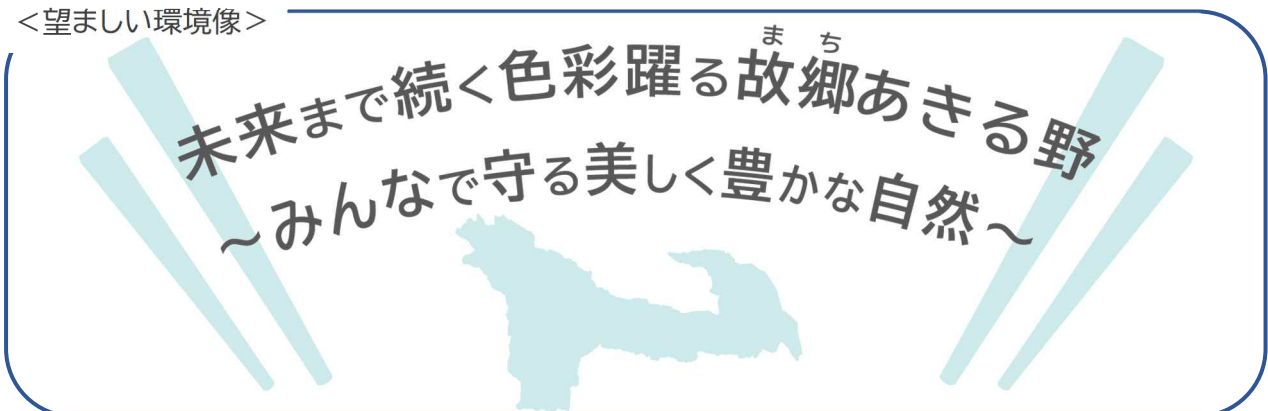 <望ましい環境像>
まち
未来まで続く色彩躍る故郷あきる野
～みんなで守る美しく豊かな自然～